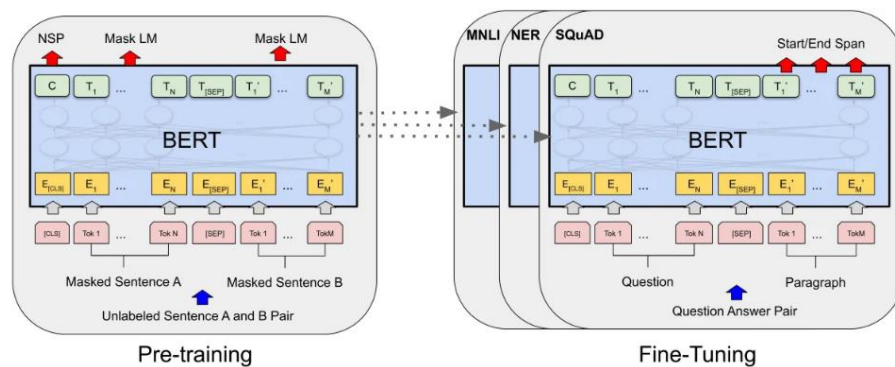 NSP Mask LM Mask LM
C T1 ... TN T[SEP] T1' ... TM'
BERT
E[CLS] E1 ... EN E[SEP] E1' ... EM'
[CLS] Tok 1 ... Tok N [SEP] Tok 1 ... TokM
Masked Sentence A Masked Sentence B
Unlabeled Sentence A and B Pair
Pre-training
MNLI NER SQuAD
Start/End Span
C T1 ... TN T[SEP] T1' ... TM'
BERT
E[CLS] E1 ... EN E[SEP] E1' ... EM'
[CLS] Tok 1 ... Tok N [SEP] Tok 1 ... TokM
Question Paragraph
Question Answer Pair
Fine-Tuning